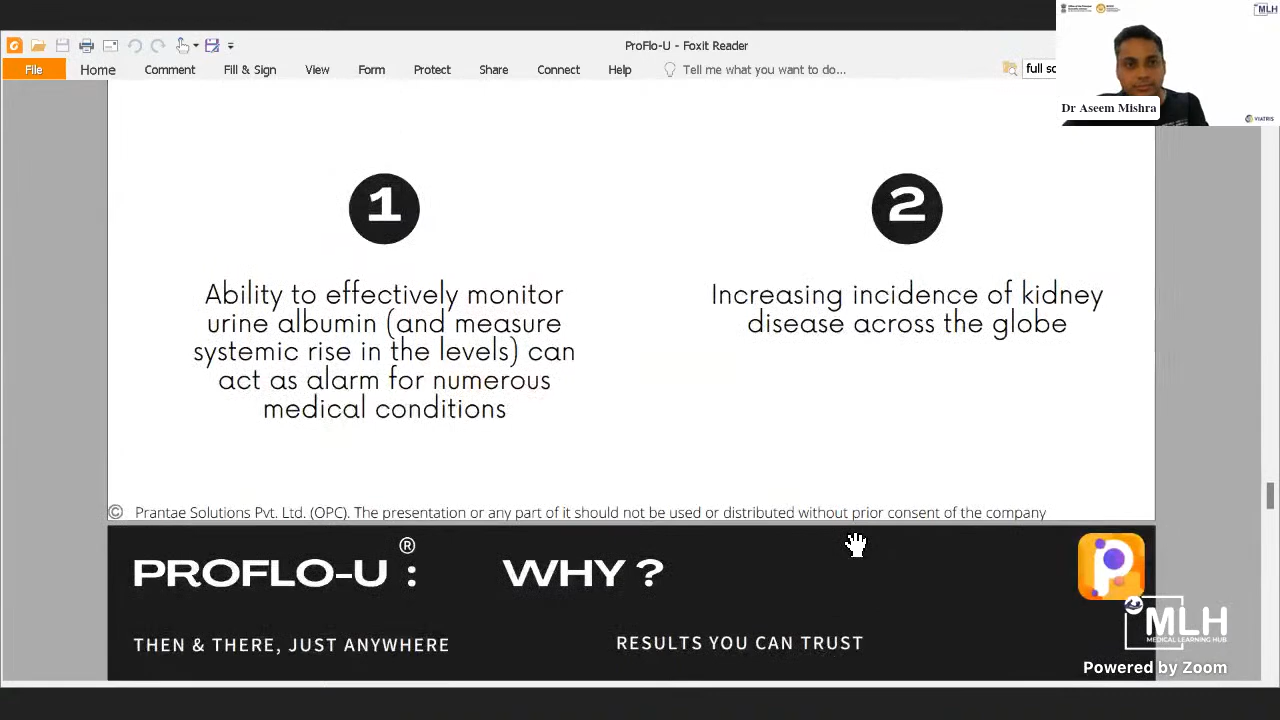 MLH
ProFlo-U - Foxit Reader
File Home Comment Fill & Sign View Form Protect Share Connect Help Tell me what you want to do...
full sc
Dr Aseem Mishra
VIATRIS
1
Ability to effectively monitor
urine albumin (and measure
systemic rise in the levels) can
act as alarm for numerous
medical conditions
2
Increasing incidence of kidney
disease across the globe
© Prantae Solutions Pvt. Ltd. (OPC). The presentation or any part of it should not be used or distributed without prior consent of the company
PROFLO-U ® : WHY ?
THEN & THERE, JUST ANYWHERE
RESULTS YOU CAN TRUST
P
MLH
MEDICAL LEARNING HUB
Powered by Zoom